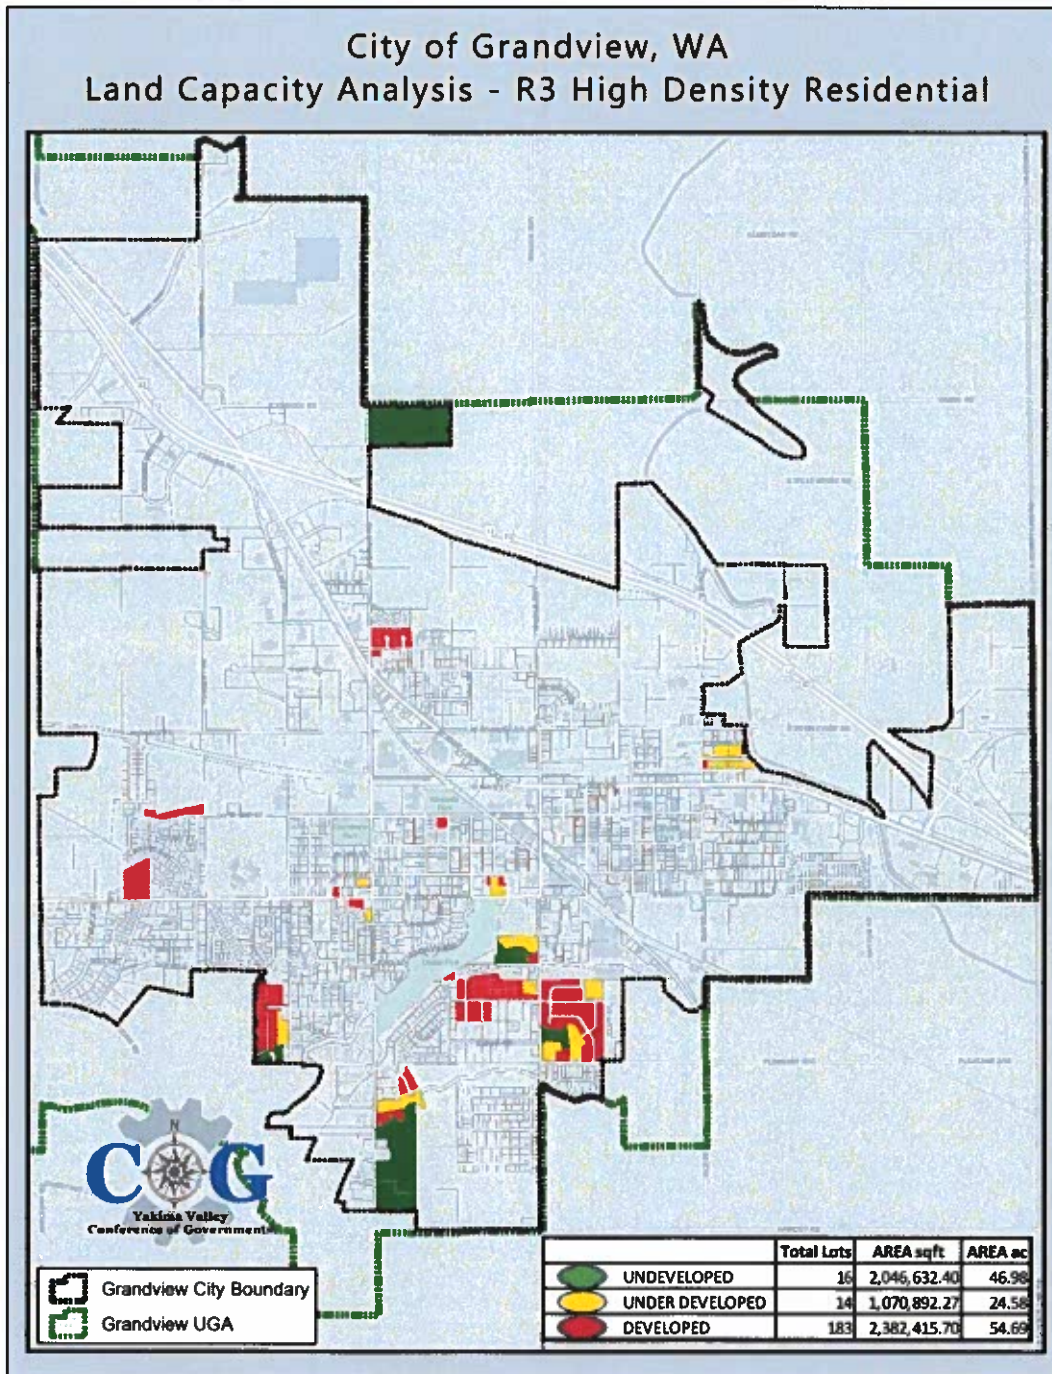 City of Grandview, WA
Land Capacity Analysis - R3 High Density Residential
N
COG
Yakima Valley
Conference of Governments
Grandview City Boundary
Grandview UGA
Total Lots AREA sqft AREA ac
UNDEVELOPED 16 2,046,632.40 46.98
UNDER DEVELOPED 14 1,070,892.27 24.58
DEVELOPED 183 2,382,415.70 54.69